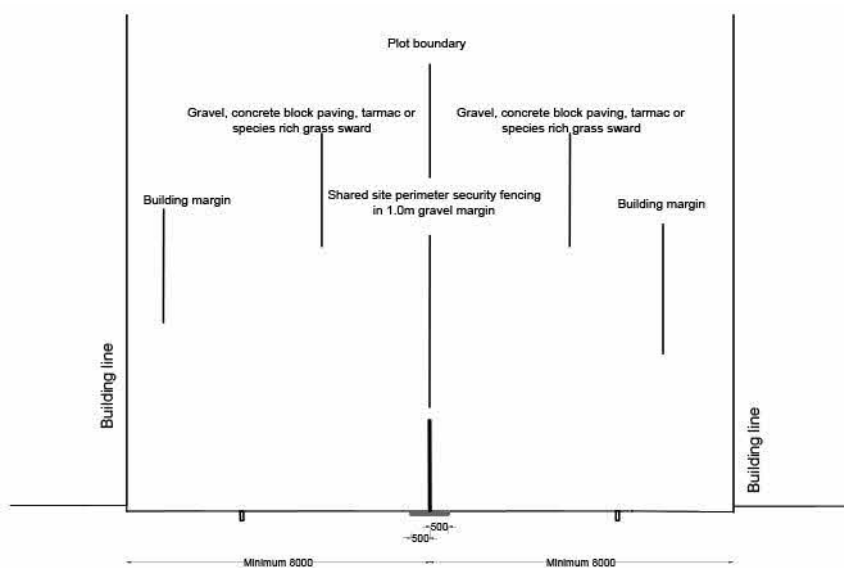 Plot boundary
Gravel, concrete block paving, tarmac or
species rich grass sward
Gravel, concrete block paving, tarmac or
species rich grass sward
Shared site perimeter security fencing
in 1.0m gravel margin
Building margin
Building margin
Building line
Building line
500
500
Minimum 8000
Minimum 8000